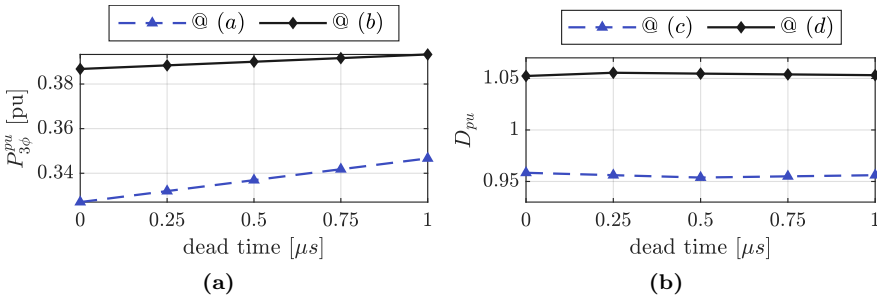 @ (a) @ (b)
P_{3ϕ}^{pu} [pu]
0.38
0.36
0.34
0 0.25 0.5 0.75 1
dead time [μs]
(a)
@ (c) @ (d)
D_{pu}
1.05
1
0.95
0 0.25 0.5 0.75 1
dead time [μs]
(b)